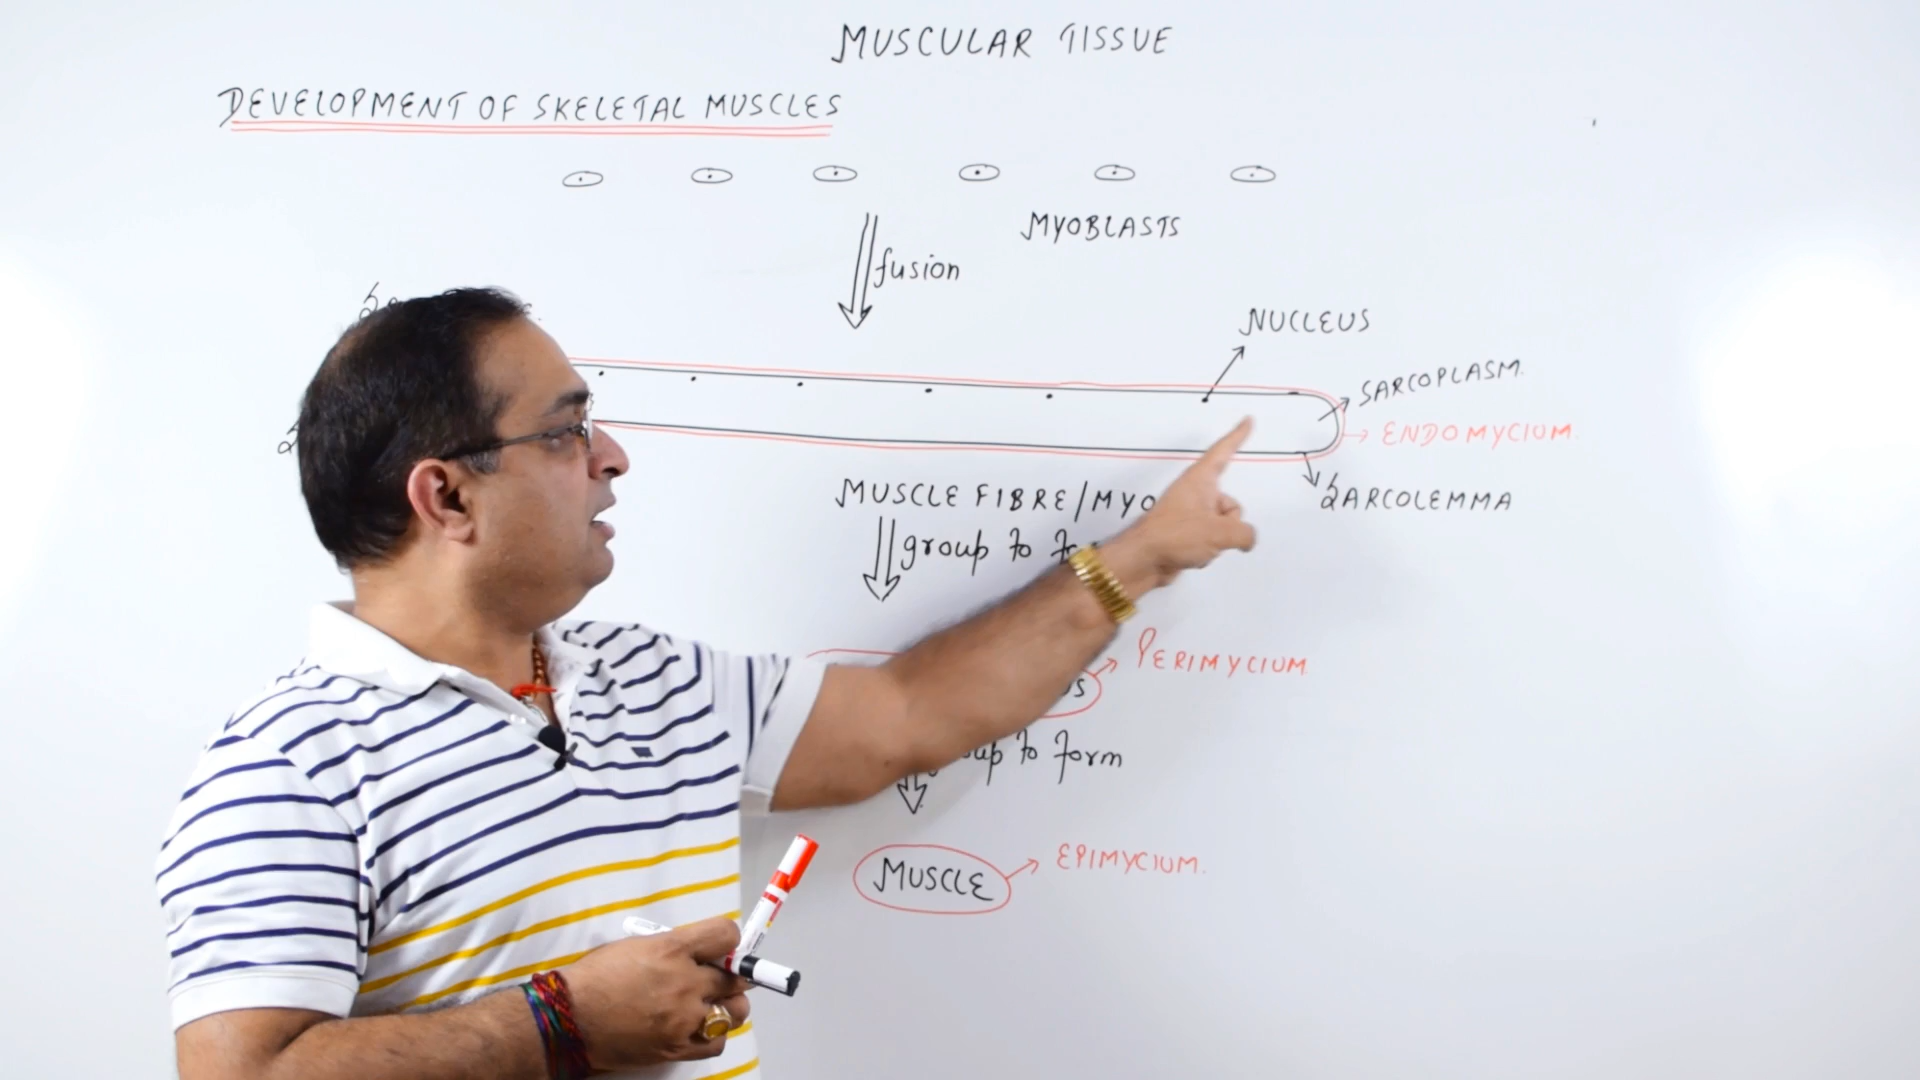 MUSCULAR TISSUE
DEVELOPMENT OF SKELETAL MUSCLES
MYOBLASTS
fusion
NUCLEUS
SARCOPLASM.
ENDOMYCIUM.
SARCOLEMMA
MUSCLE FIBRE/MYO
group to
PERIMYCIUM
to form
MUSCLE
EPIMYCIUM.